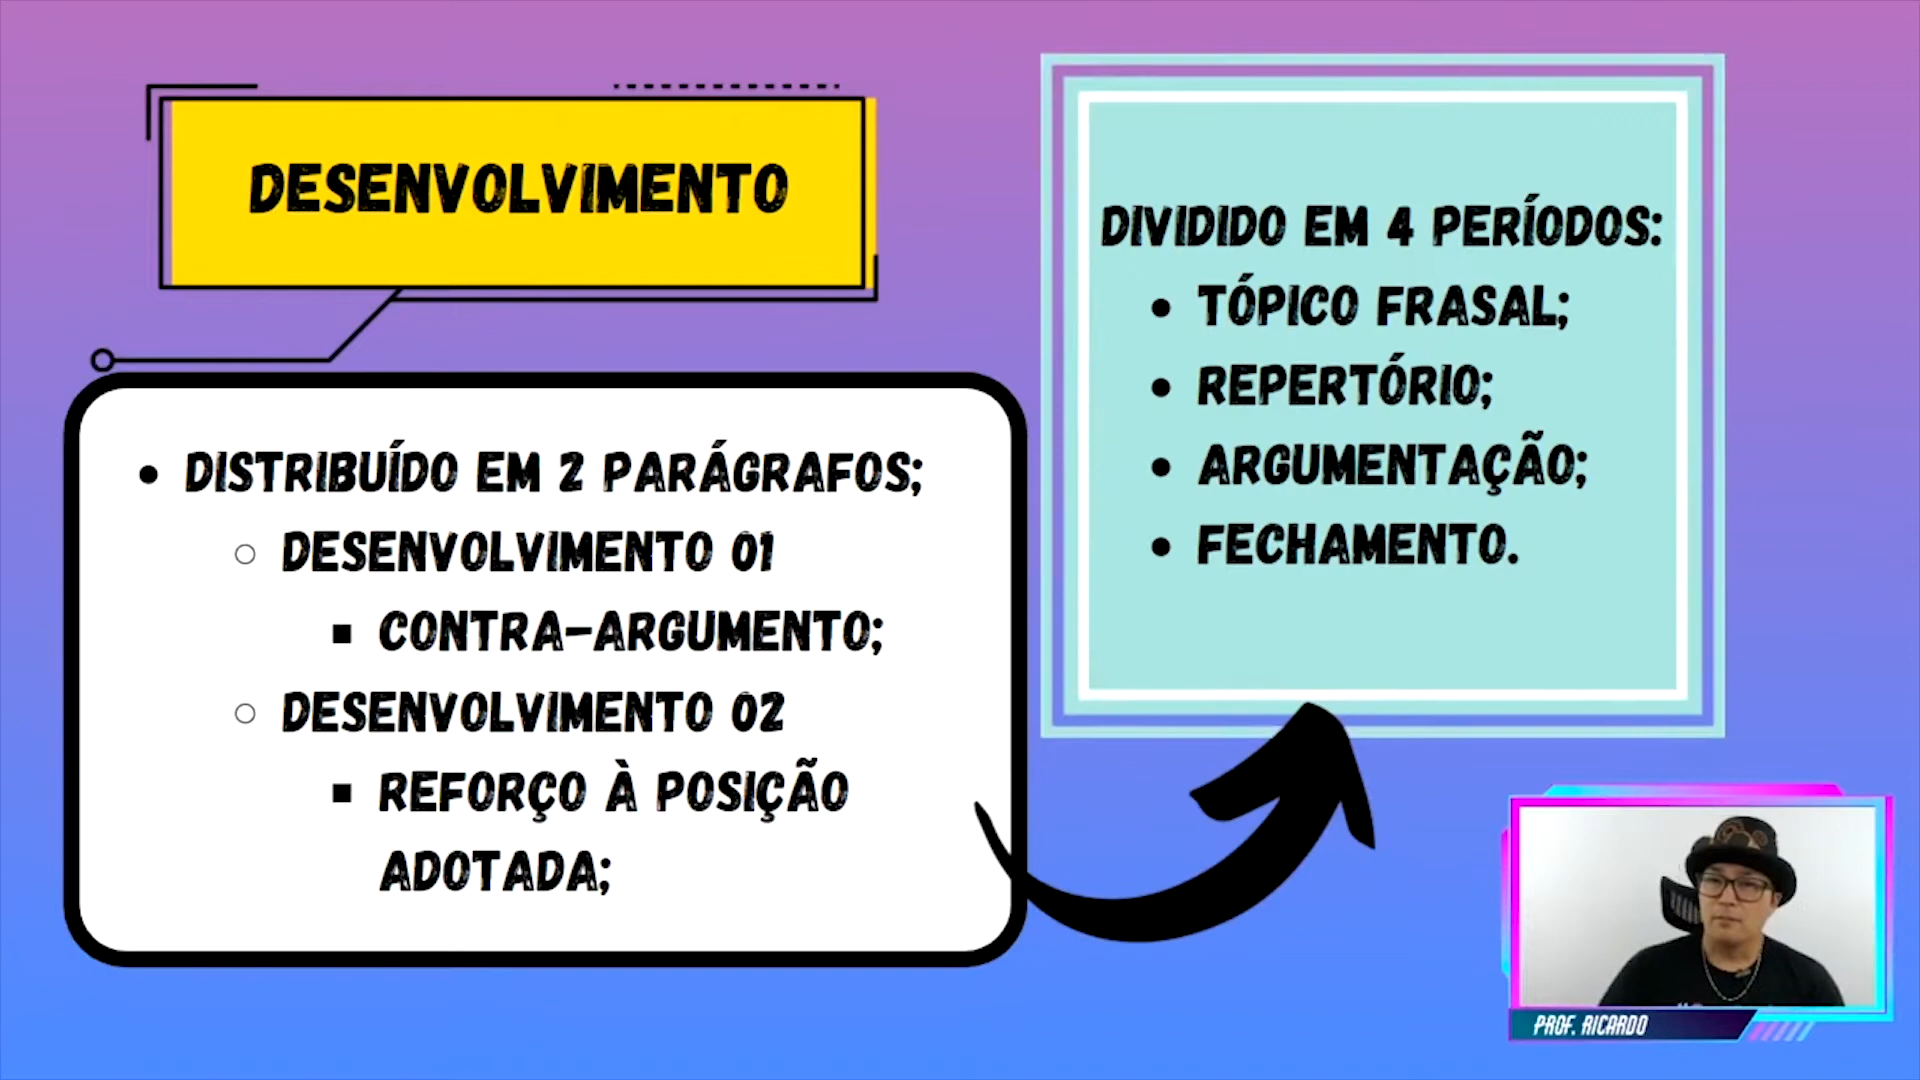 DESENVOLVIMENTO
• DISTRIBUÍDO EM 2 PARÁGRAFOS;
○ DESENVOLVIMENTO 01
▪ CONTRA-ARGUMENTO;
○ DESENVOLVIMENTO 02
▪ REFORÇO À POSIÇÃO
ADOTADA;
DIVIDIDO EM 4 PERÍODOS:
• TÓPICO FRASAL;
• REPERTÓRIO;
• ARGUMENTAÇÃO;
• FECHAMENTO.
PROF. RICARDO